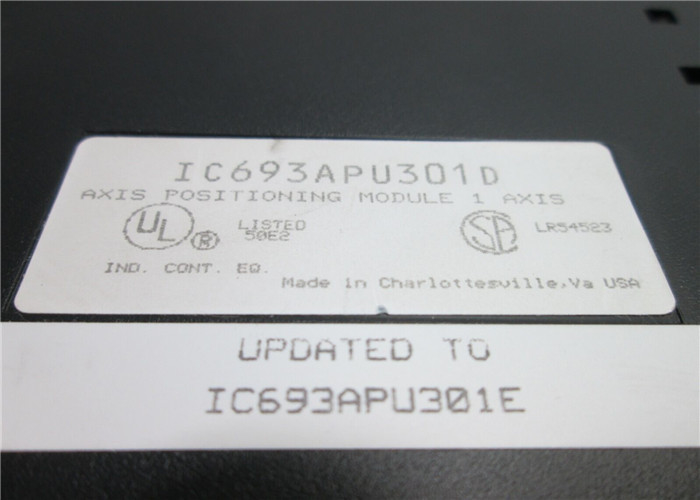 IC693APU301D
AXIS POSITIONING MODULE 1 AXIS
UL ® LISTED
50E2
SA LR54523
IND. CONT. EQ.
Made in Charlottesville,Va USA
UPDATED TO
IC693APU301E